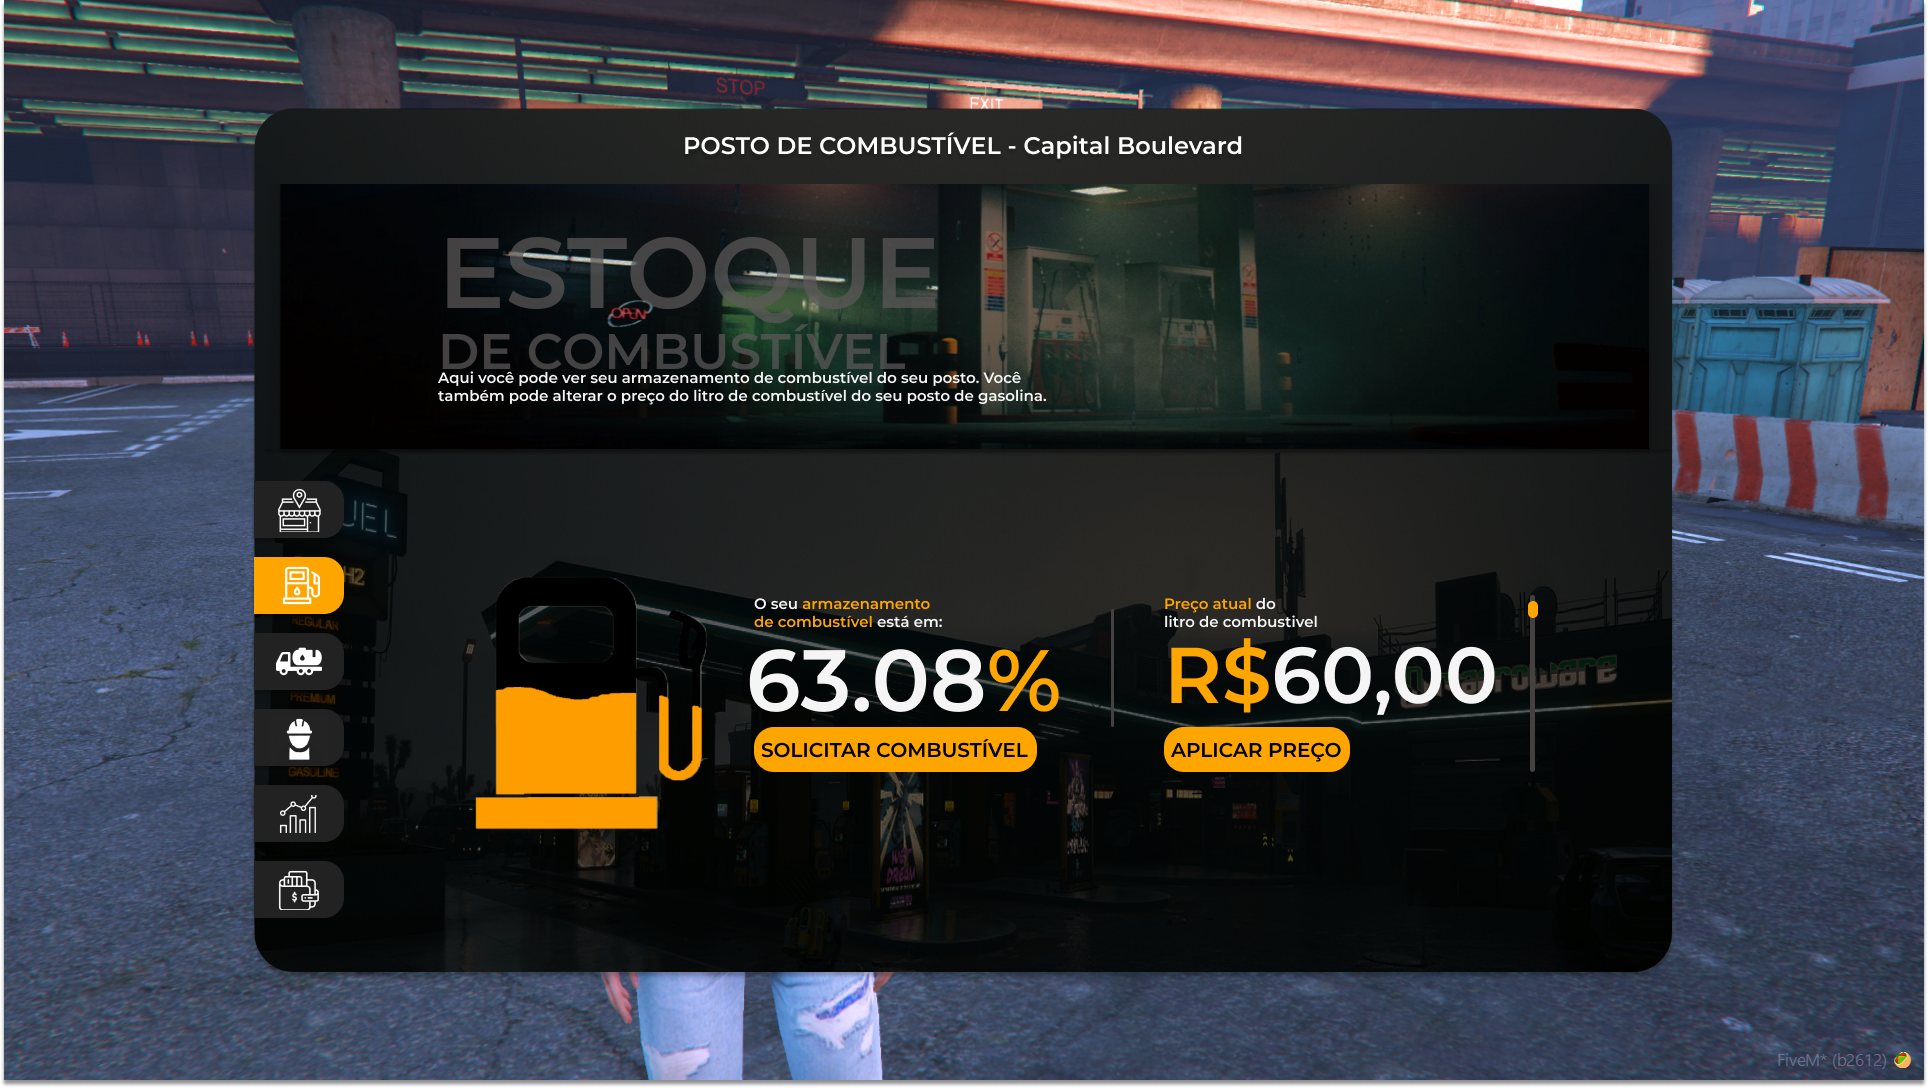 STOP
EXIT
POSTO DE COMBUSTÍVEL - Capital Boulevard
ESTOQUE
OPEN
DE COMBUSTÍVEL
Aqui você pode ver seu armazenamento de combustível do seu posto. Você
também pode alterar o preço do litro de combustível do seu posto de gasolina.
UEL
H2
REGULAR
PREMIUM
GASOLINE
O seu armazenamento
de combustível está em:
63.08%
SOLICITAR COMBUSTÍVEL
Preço atual do
litro de combustivel
R$60,00
APLICAR PREÇO
FiveM* (b2612)